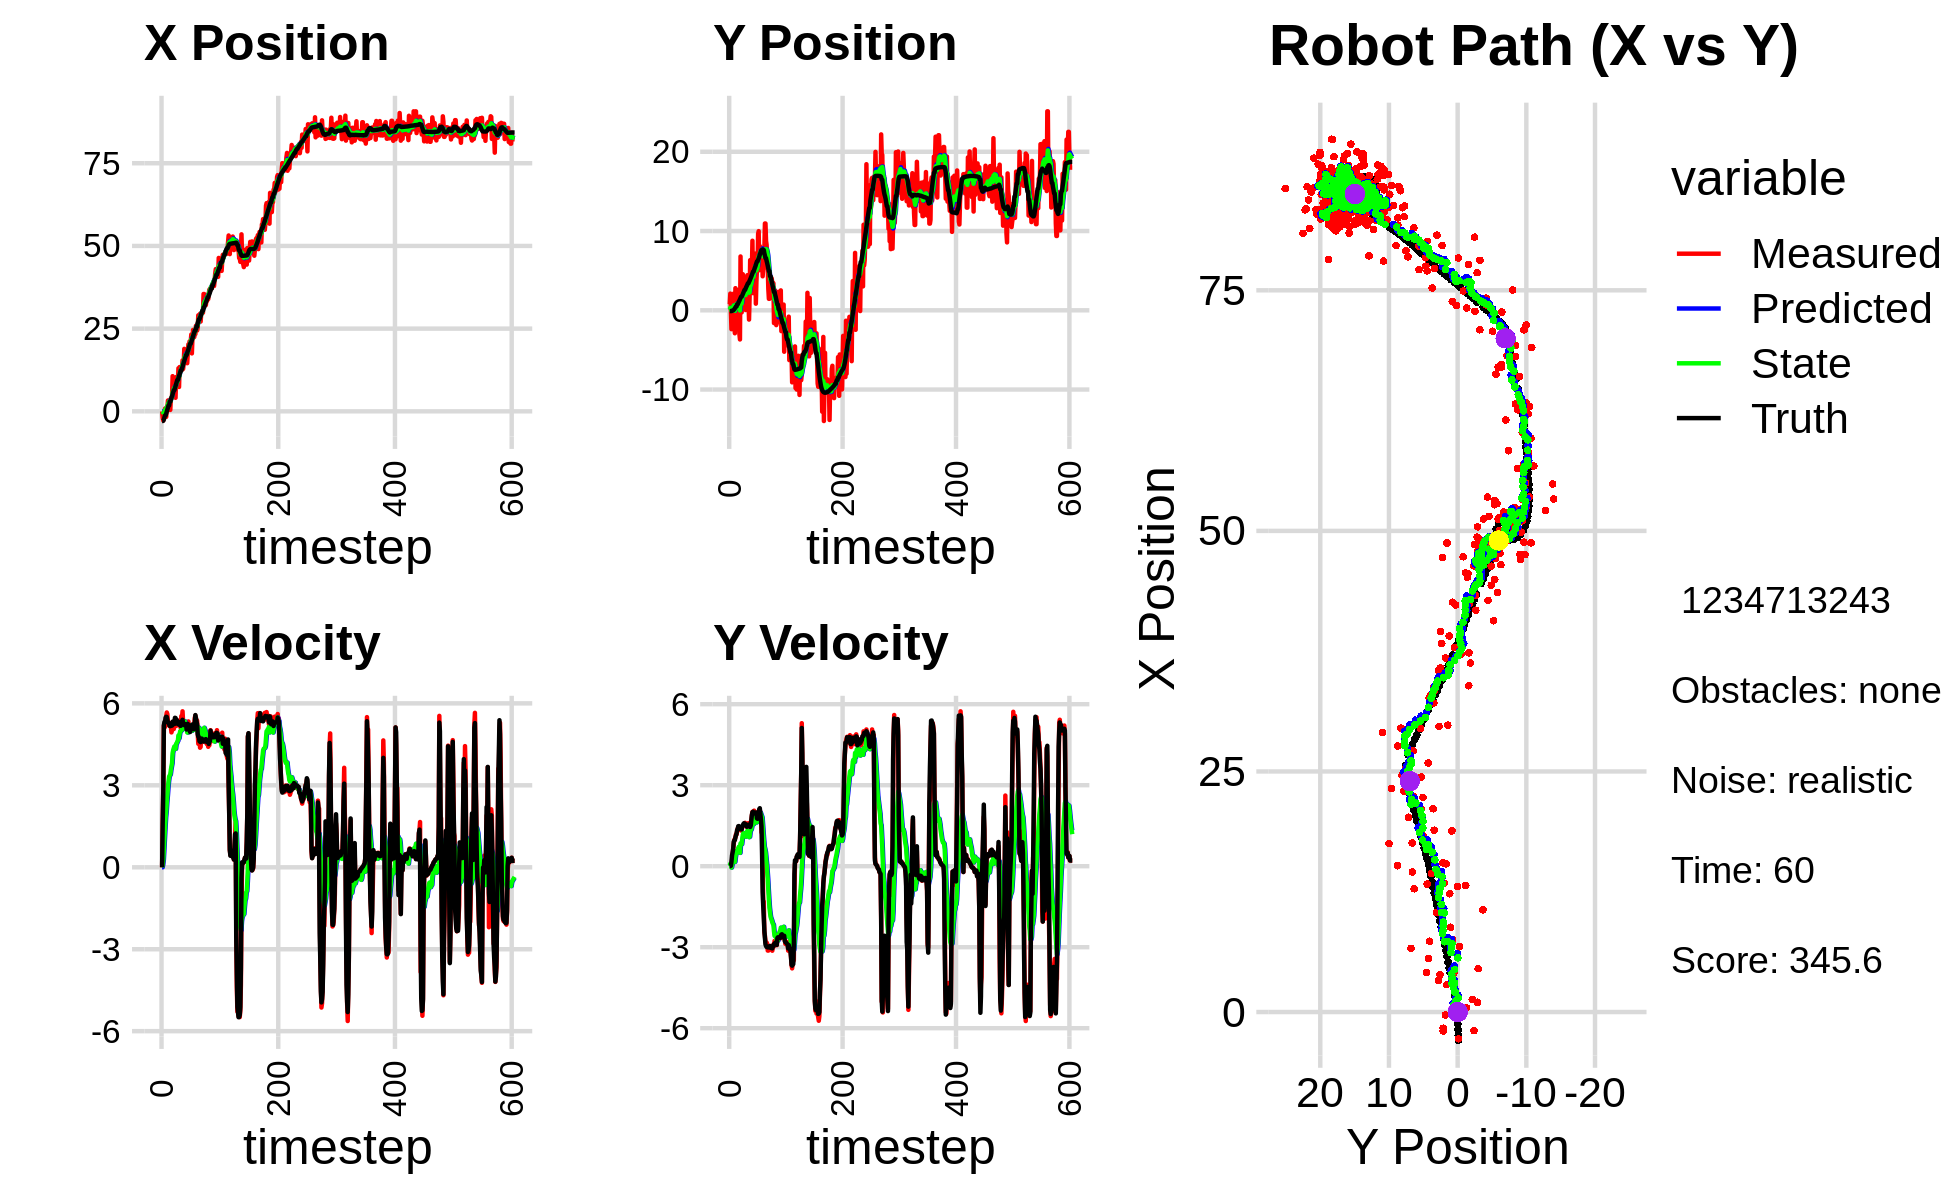 X Position
75
50
25
0
0
200
400
600
timestep
Y Position
20
10
0
-10
0
200
400
600
timestep
X Velocity
6
3
0
-3
-6
0
200
400
600
timestep
Y Velocity
6
3
0
-3
-6
0
200
400
600
timestep
Robot Path (X vs Y)
X Position
75
50
25
0
20 10 0 -10 -20
Y Position
variable
Measured
Predicted
State
Truth
1234713243
Obstacles: none
Noise: realistic
Time: 60
Score: 345.6